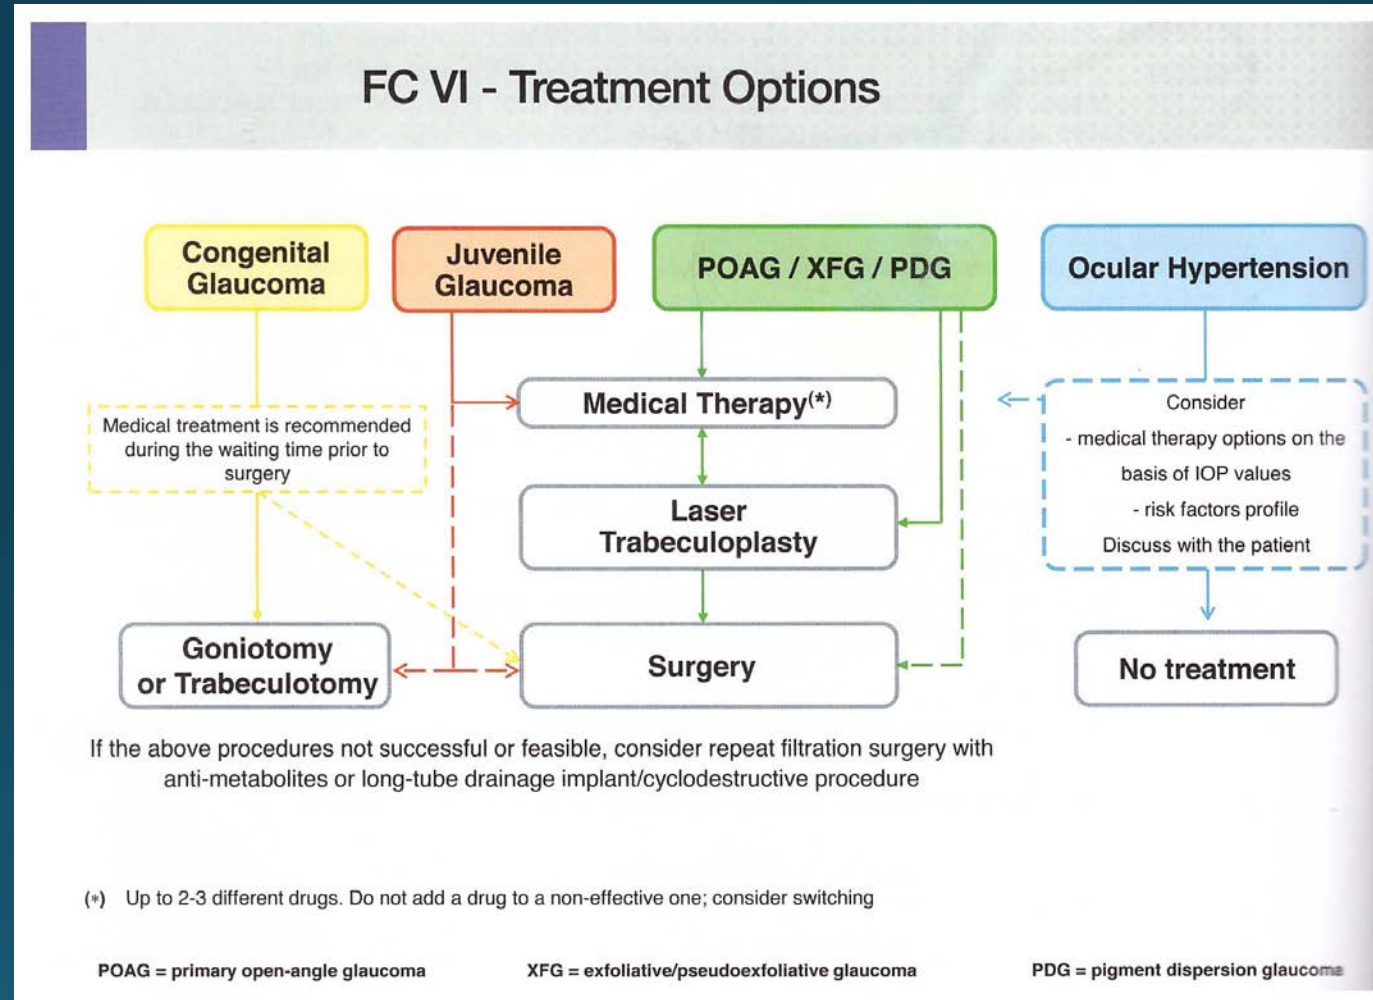 FC VI - Treatment Options
Congenital
Glaucoma
Juvenile
Glaucoma
POAG / XFG / PDG
Ocular Hypertension
Medical Therapy(*)
Medical treatment is recommended
during the waiting time prior to
surgery
Consider
- medical therapy options on the
basis of IOP values
- risk factors profile
Discuss with the patient
Laser
Trabeculoplasty
Goniotomy
or Trabeculotomy
Surgery
No treatment
If the above procedures not successful or feasible, consider repeat filtration surgery with
anti-metabolites or long-tube drainage implant/cyclodestructive procedure
(*) Up to 2-3 different drugs. Do not add a drug to a non-effective one; consider switching
POAG = primary open-angle glaucoma
XFG = exfoliative/pseudoexfoliative glaucoma
PDG = pigment dispersion glaucoma